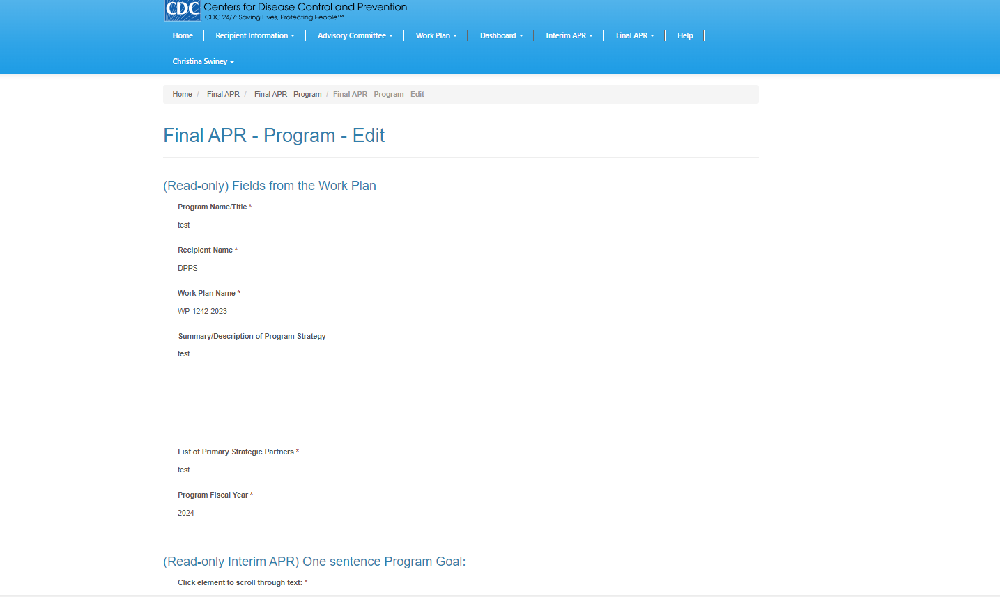 CDC Centers for Disease Control and Prevention
CDC 24/7: Saving Lives, Protecting People™
Home Recipient Information Advisory Committee Work Plan Dashboard Interim APR Final APR Help
Christina Swiney
Home / Final APR / Final APR - Program / Final APR - Program - Edit
Final APR - Program - Edit
(Read-only) Fields from the Work Plan
Program Name/Title *
test
Recipient Name *
DPPS
Work Plan Name *
WP-1242-2023
Summary/Description of Program Strategy
test
List of Primary Strategic Partners *
test
Program Fiscal Year *
2024
(Read-only Interim APR) One sentence Program Goal:
Click element to scroll through text: *